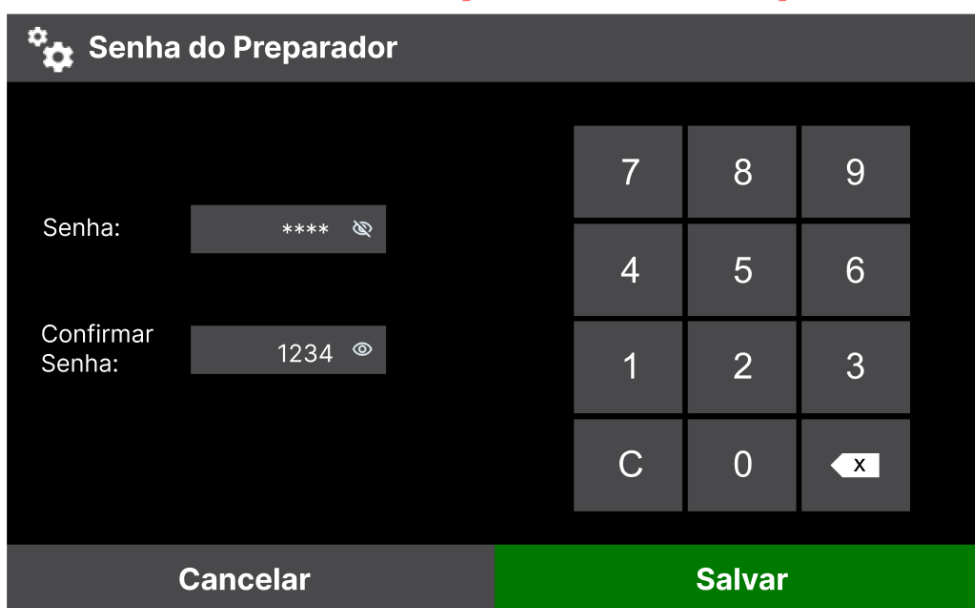 Senha do Preparador
7 8 9
Senha: ****
4 5 6
Confirmar
Senha: 1234
1 2 3
C 0 x
Cancelar Salvar